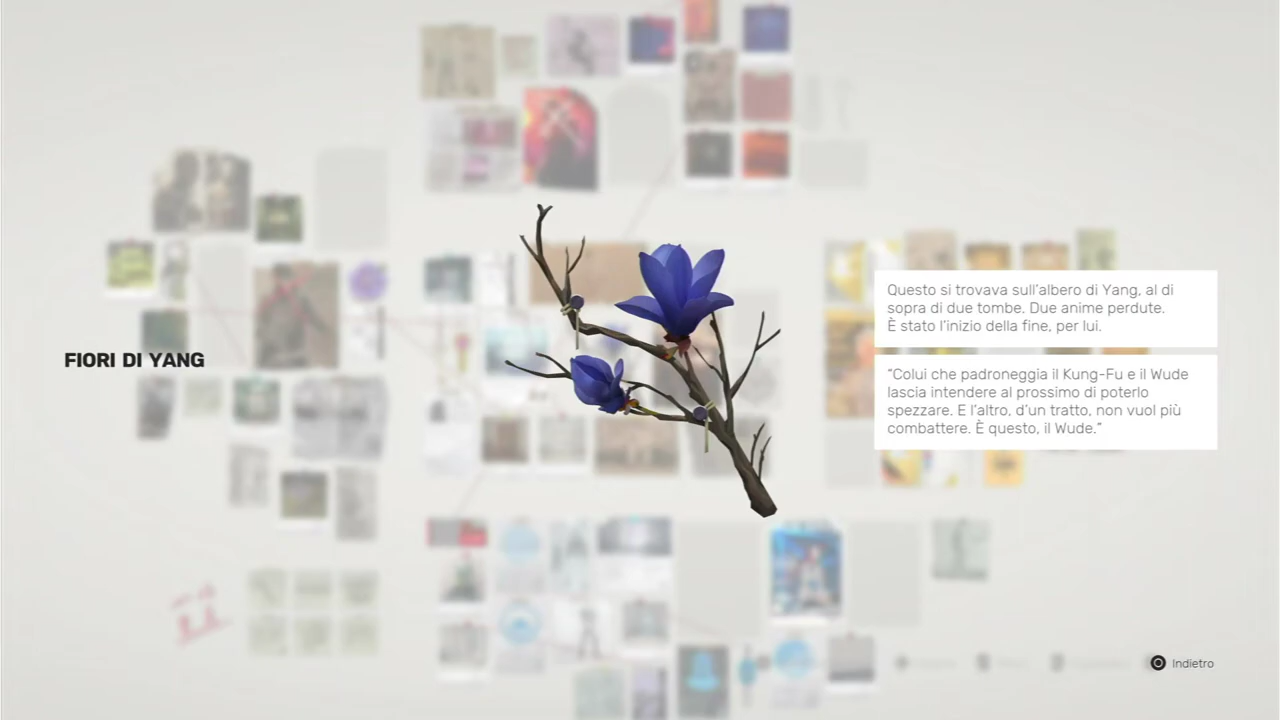 FIORI DI YANG
Questo si trovava sull'albero di Yang, al di
sopra di due tombe. Due anime perdute.
È stato l'inizio della fine, per lui.
"Colui che padroneggia il Kung-Fu e il Wude
lascia intendere al prossimo di poterlo
spezzare. E l'altro, d'un tratto, non vuol più
combattere. È questo, il Wude."
Indietro